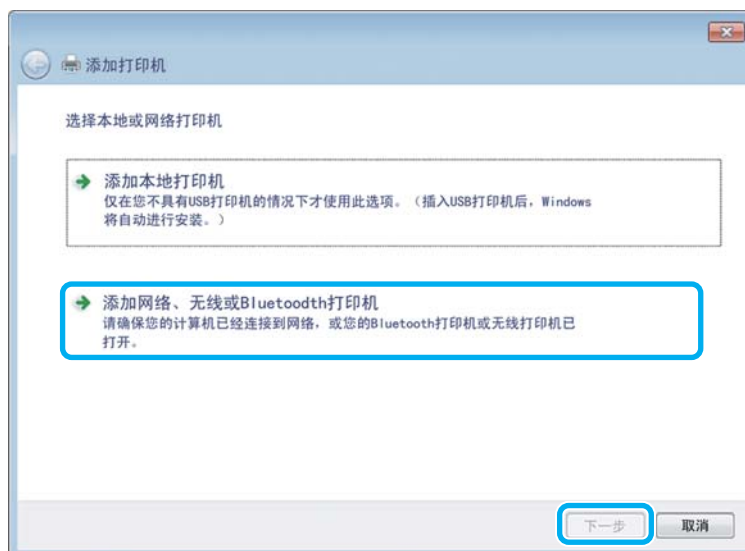 添加打印机
选择本地或网络打印机
添加本地打印机
仅在您不具有USB打印机的情况下才使用此选项。（插入USB打印机后，Windows
将自动进行安装。）
添加网络、无线或Bluetoodth打印机
请确保您的计算机已经连接到网络，或您的Bluetooth打印机或无线打印机已
打开。
下一步
取消